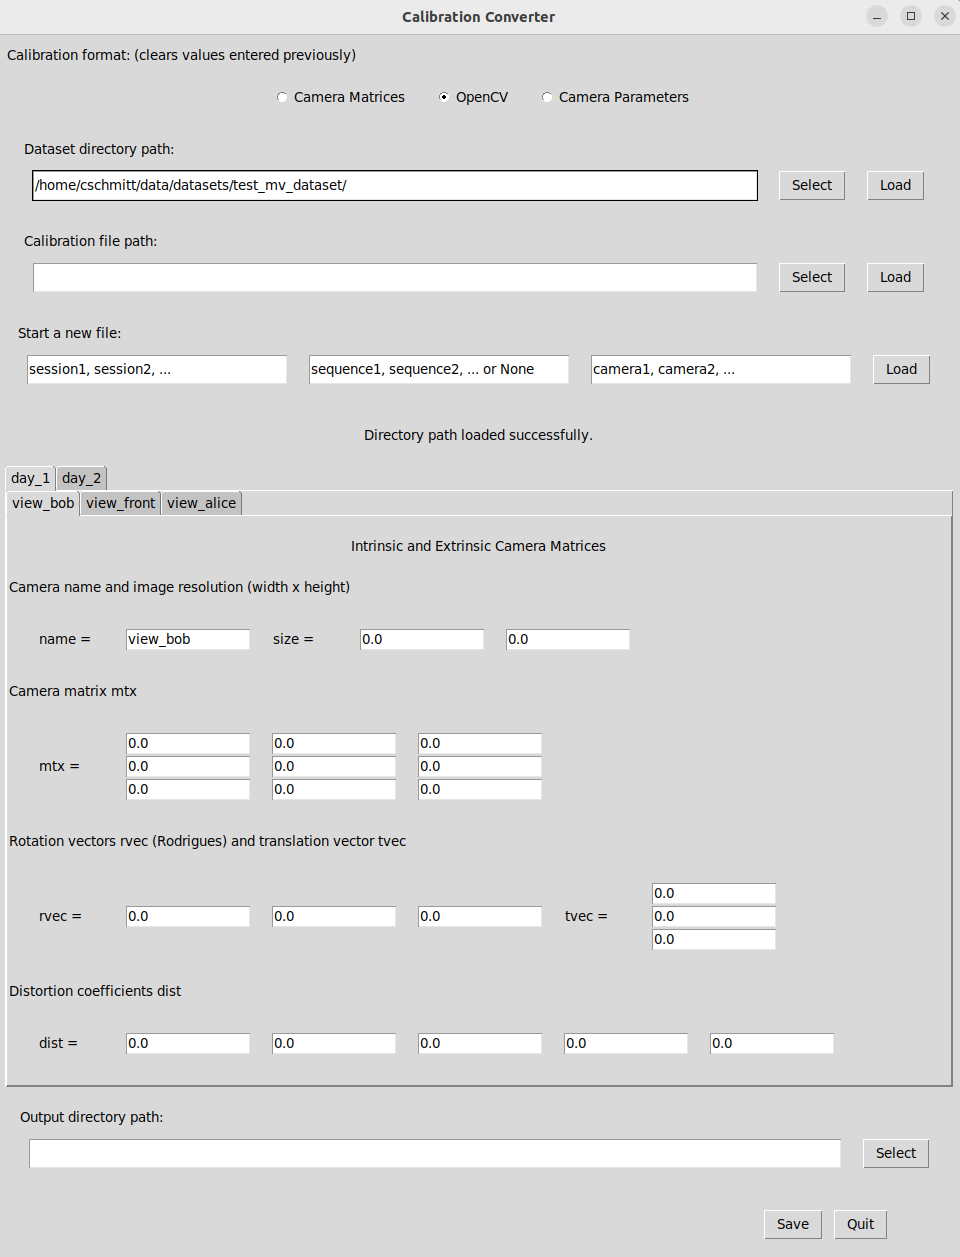 Calibration Converter
Calibration format: (clears values entered previously)
Camera Matrices OpenCV Camera Parameters
Dataset directory path:
/home/cschmitt/data/datasets/test_mv_dataset/ Select Load
Calibration file path:
Select Load
Start a new file:
session1, session2, ... sequence1, sequence2, ... or None camera1, camera2, ... Load
Directory path loaded successfully.
day_1 day_2
view_bob view_front view_alice
Intrinsic and Extrinsic Camera Matrices
Camera name and image resolution (width x height)
name = view_bob size = 0.0 0.0
Camera matrix mtx
0.0 0.0 0.0
mtx = 0.0 0.0 0.0
0.0 0.0 0.0
Rotation vectors rvec (Rodrigues) and translation vector tvec
0.0
rvec = 0.0 0.0 0.0 tvec = 0.0
0.0
Distortion coefficients dist
dist = 0.0 0.0 0.0 0.0 0.0
Output directory path:
Select
Save Quit